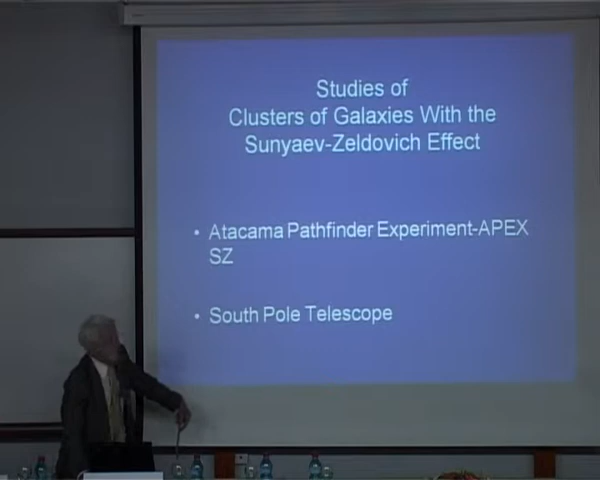 Studies of
Clusters of Galaxies With the
Sunyaev-Zeldovich Effect
• Atacama Pathfinder Experiment-APEX
SZ
• South Pole Telescope